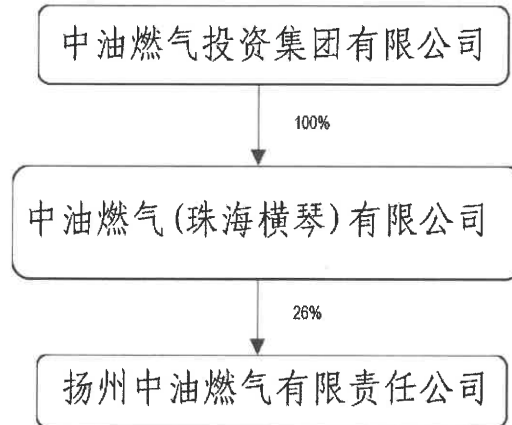 中油燃气投资集团有限公司
100%
中油燃气(珠海横琴)有限公司
26%
扬州中油燃气有限责任公司